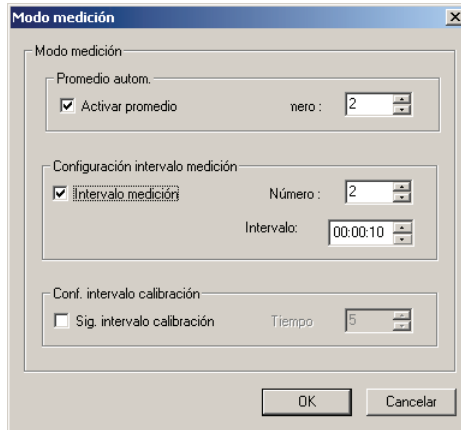 Modo medición
Modo medición
Promedio autom.
Activar promedio nero : 2
Configuración intervalo medición
Intervalo medición Número : 2
Intervalo: 00:00:10
Conf. intervalo calibración
Sig. intervalo calibración Tiempo 5
OK Cancelar